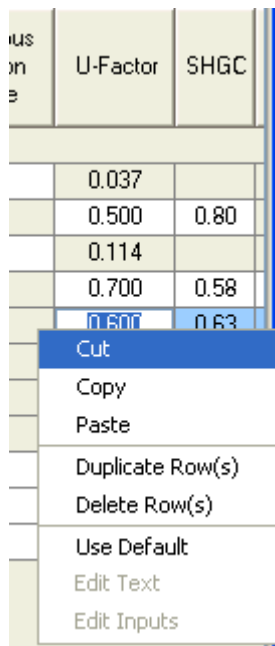 U-Factor SHGC
0.037
0.500 0.80
0.114
0.700 0.58
0.600 0.63
Cut
Copy
Paste
Duplicate Row(s)
Delete Row(s)
Use Default
Edit Text
Edit Inputs